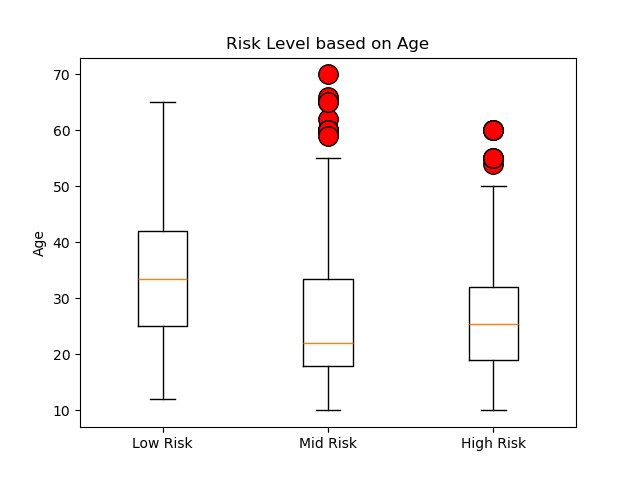 Risk Level based on Age
70
60
50
40
30
20
10
Age
Low Risk
Mid Risk
High Risk